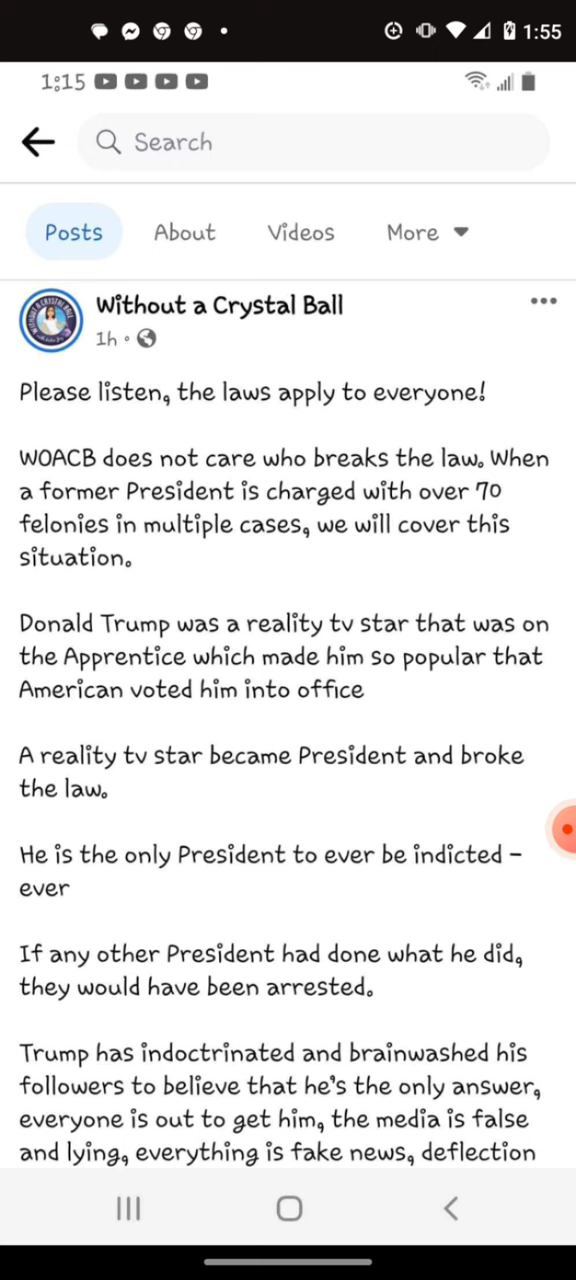 1:55
1:15
Search
Posts About Videos More
Without a Crystal Ball
1h
Please listen, the laws apply to everyone!
WOACB does not care who breaks the law. When
a former President is charged with over 70
felonies in multiple cases, we will cover this
situation.
Donald Trump was a reality tv star that was on
the Apprentice which made him so popular that
American voted him into office
A reality tv star became President and broke
the law.
He is the only President to ever be indicted -
ever
If any other President had done what he did,
they would have been arrested.
Trump has indoctrinated and brainwashed his
followers to believe that he's the only answer,
everyone is out to get him, the media is false
and lying, everything is fake news, deflection